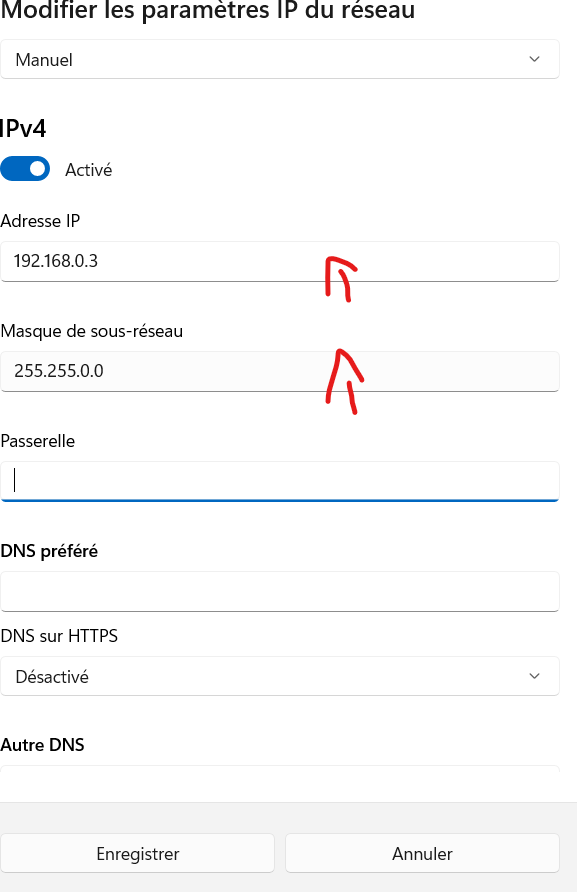 Modifier les paramètres IP du réseau
Manuel
IPv4
Activé
Adresse IP
192.168.0.3
Masque de sous-réseau
255.255.0.0
Passerelle
DNS préféré
DNS sur HTTPS
Désactivé
Autre DNS
Enregistrer
Annuler